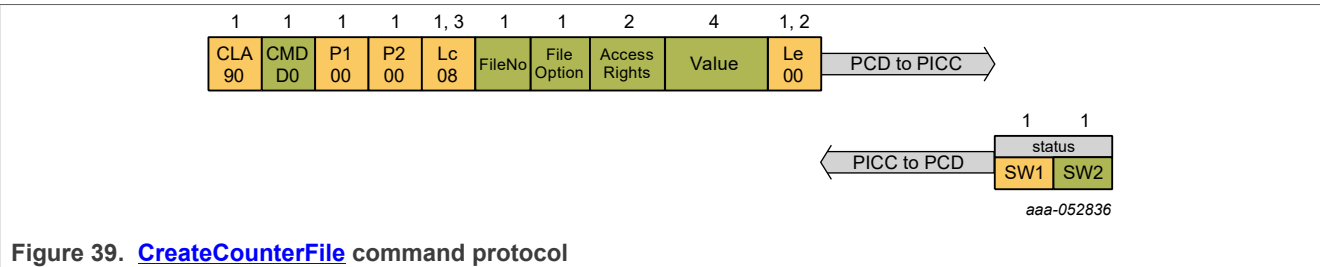 1 1 1 1 1, 3 1 1 2 4 1, 2
CLA CMD P1 P2 Lc FileNo File Access Value Le PCD to PICC
90 D0 00 00 08 Option Rights 00
1 1
status
PICC to PCD SW1 SW2
aaa-052836
Figure 39. CreateCounterFile command protocol